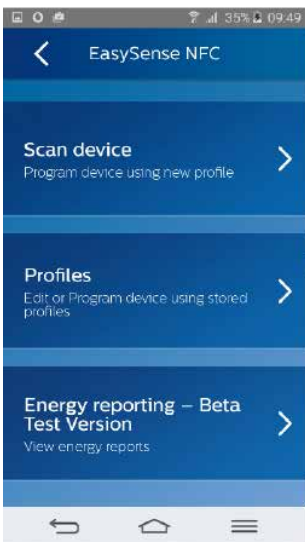 35% 09:49
EasySense NFC
Scan device
Program device using new profile
Profiles
Edit or Program device using stored
profiles
Energy reporting – Beta
Test Version
View energy reports